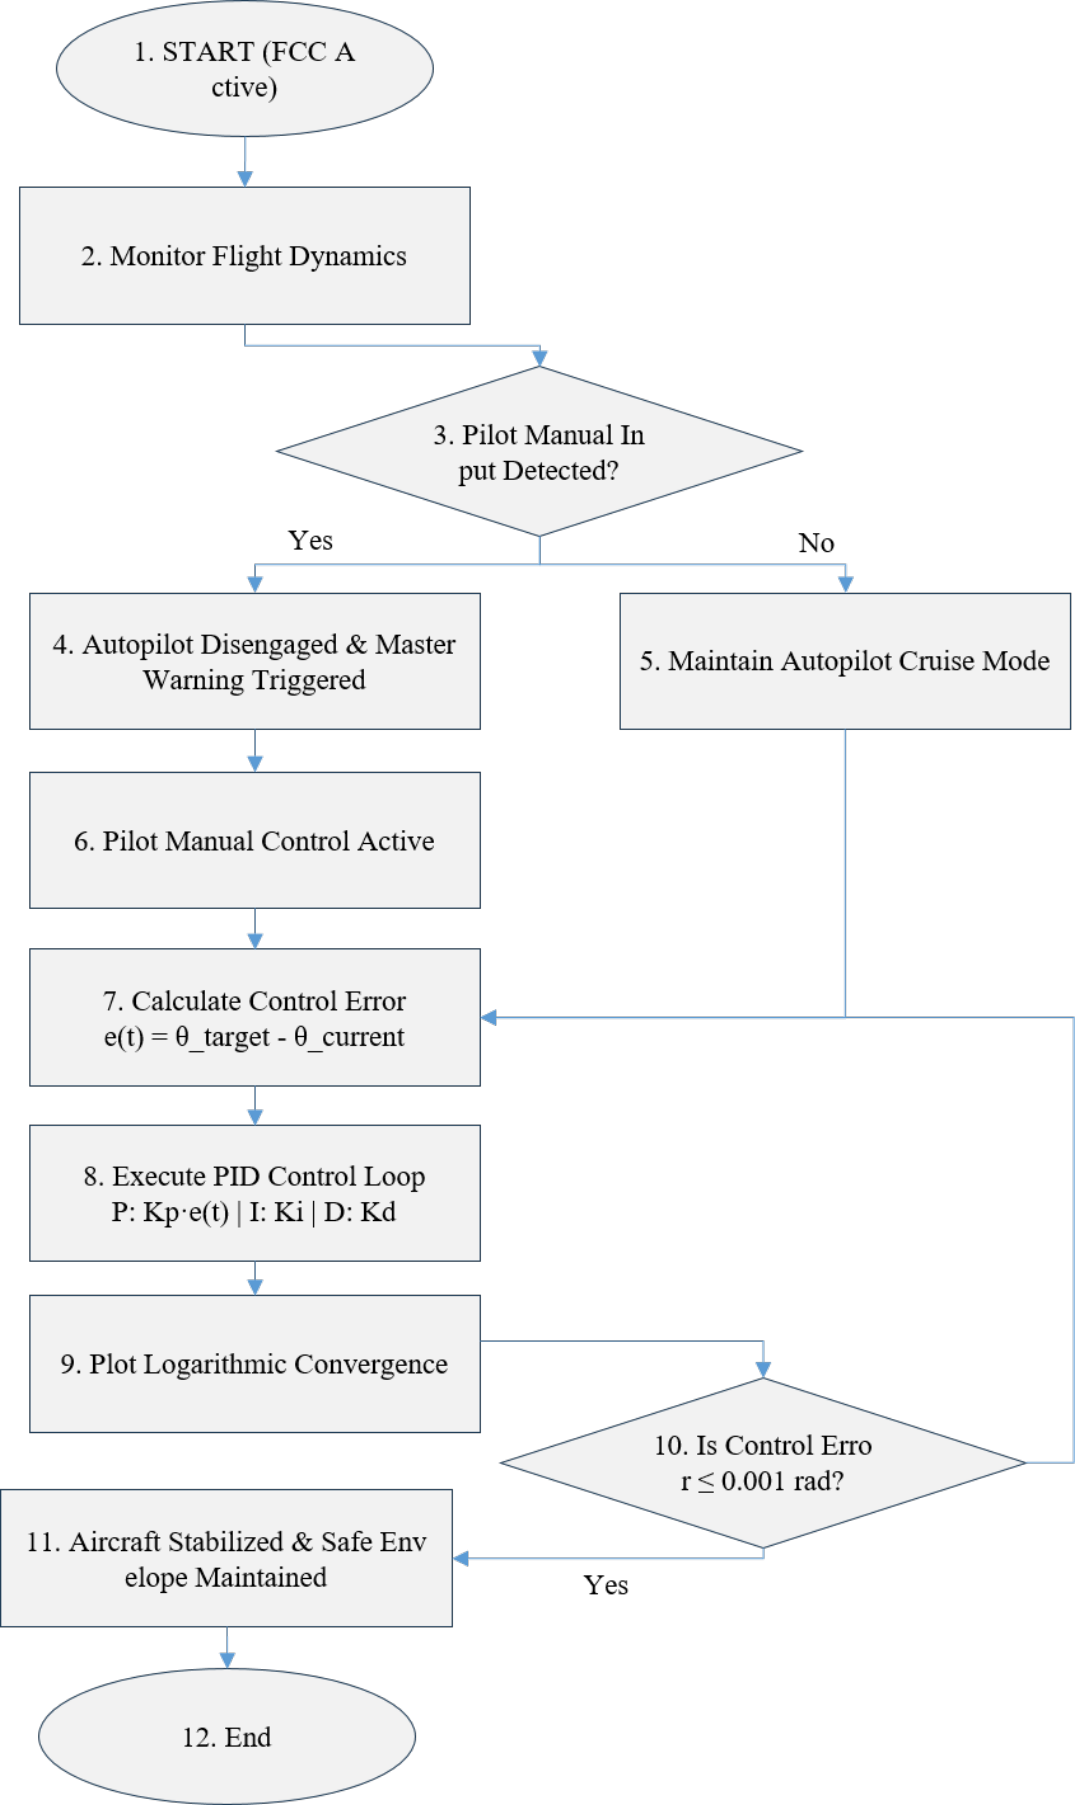 1. START (FCC A
ctive)
2. Monitor Flight Dynamics
3. Pilot Manual In
put Detected?
Yes
No
4. Autopilot Disengaged & Master
Warning Triggered
5. Maintain Autopilot Cruise Mode
6. Pilot Manual Control Active
7. Calculate Control Error
e(t) = θ_target - θ_current
8. Execute PID Control Loop
P: Kp·e(t) | I: Ki | D: Kd
9. Plot Logarithmic Convergence
10. Is Control Erro
r ≤ 0.001 rad?
11. Aircraft Stabilized & Safe Env
elope Maintained
Yes
12. End